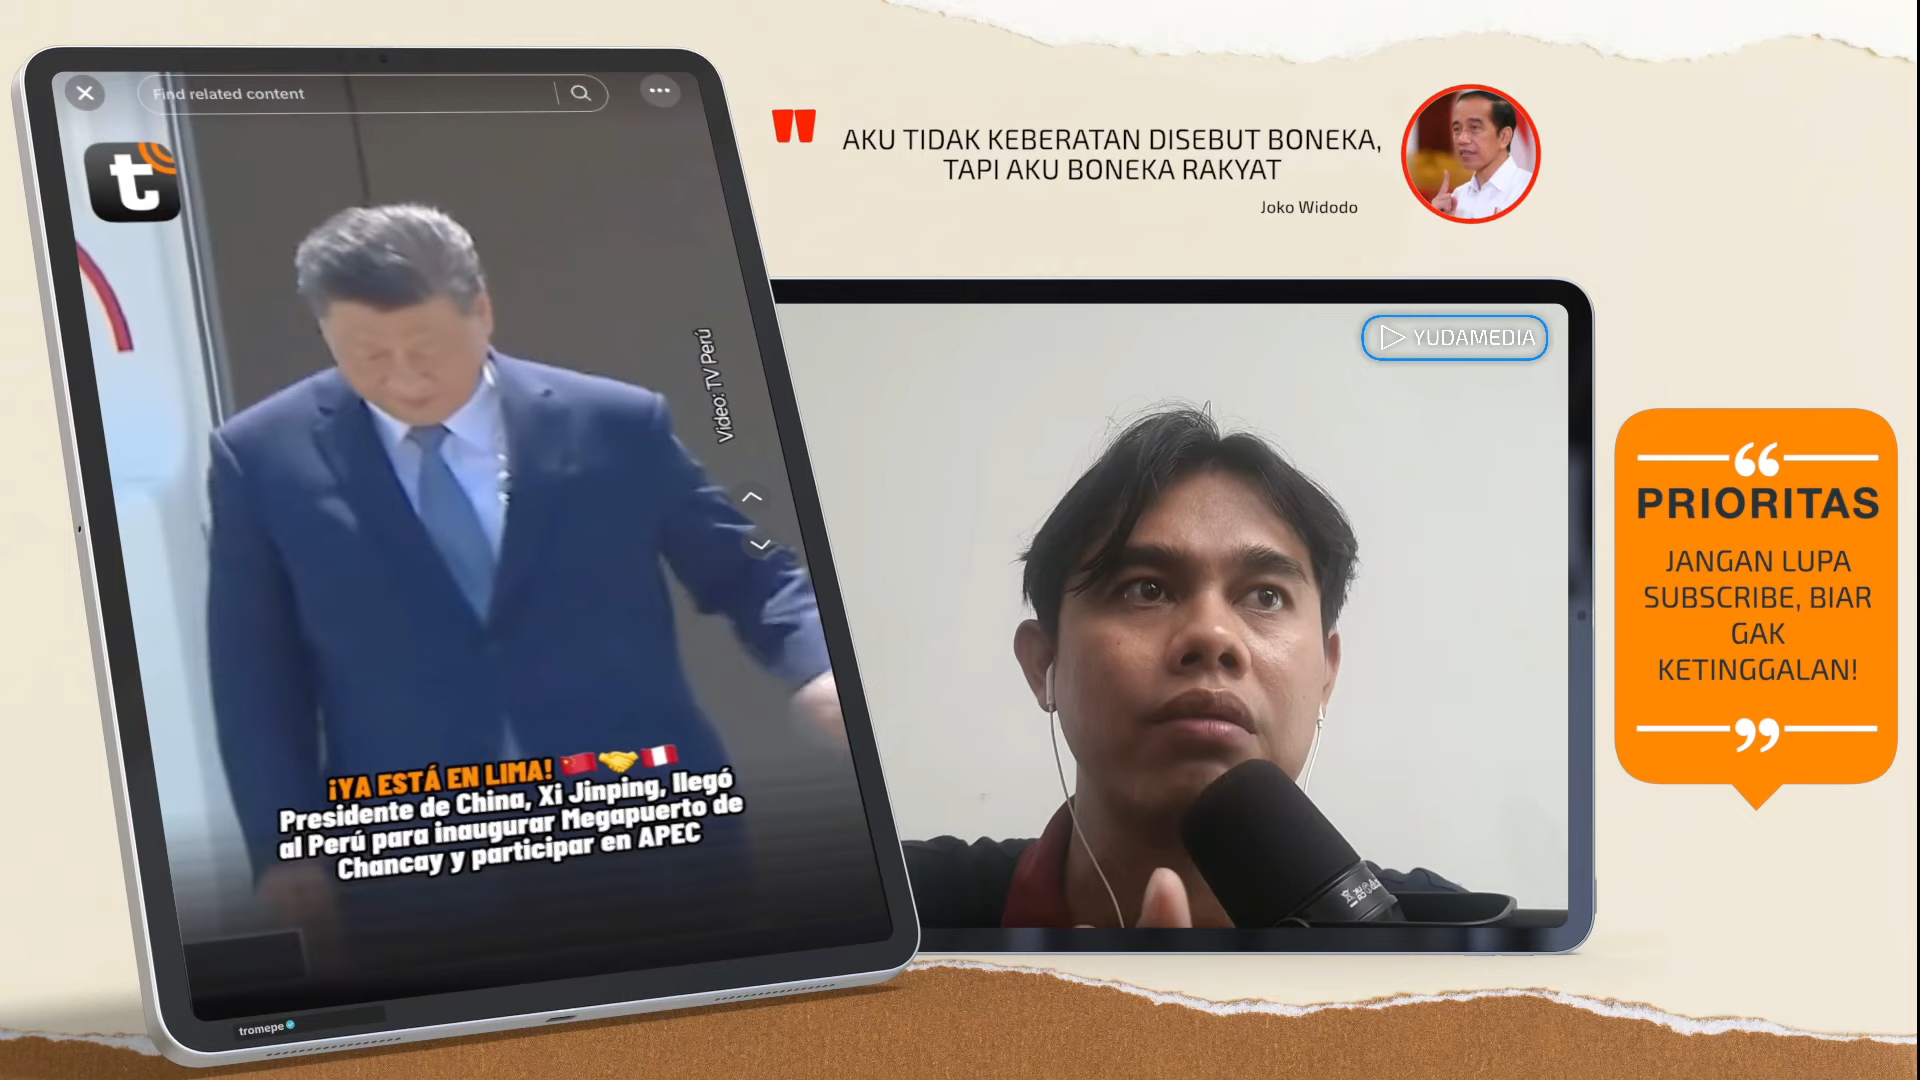 Find related content
t
Video: TV Perú
¡YA ESTÁ EN LIMA! 🇨🇳🤝🇵🇪
Presidente de China, Xi Jinping, llegó
al Perú para inaugurar Megapuerto de
Chancay y participar en APEC
tromepe
" AKU TIDAK KEBERATAN DISEBUT BONEKA,
TAPI AKU BONEKA RAKYAT
Joko Widodo
YUDAMEDIA
“
PRIORITAS
JANGAN LUPA
SUBSCRIBE, BIAR
GAK
KETINGGALAN!
”